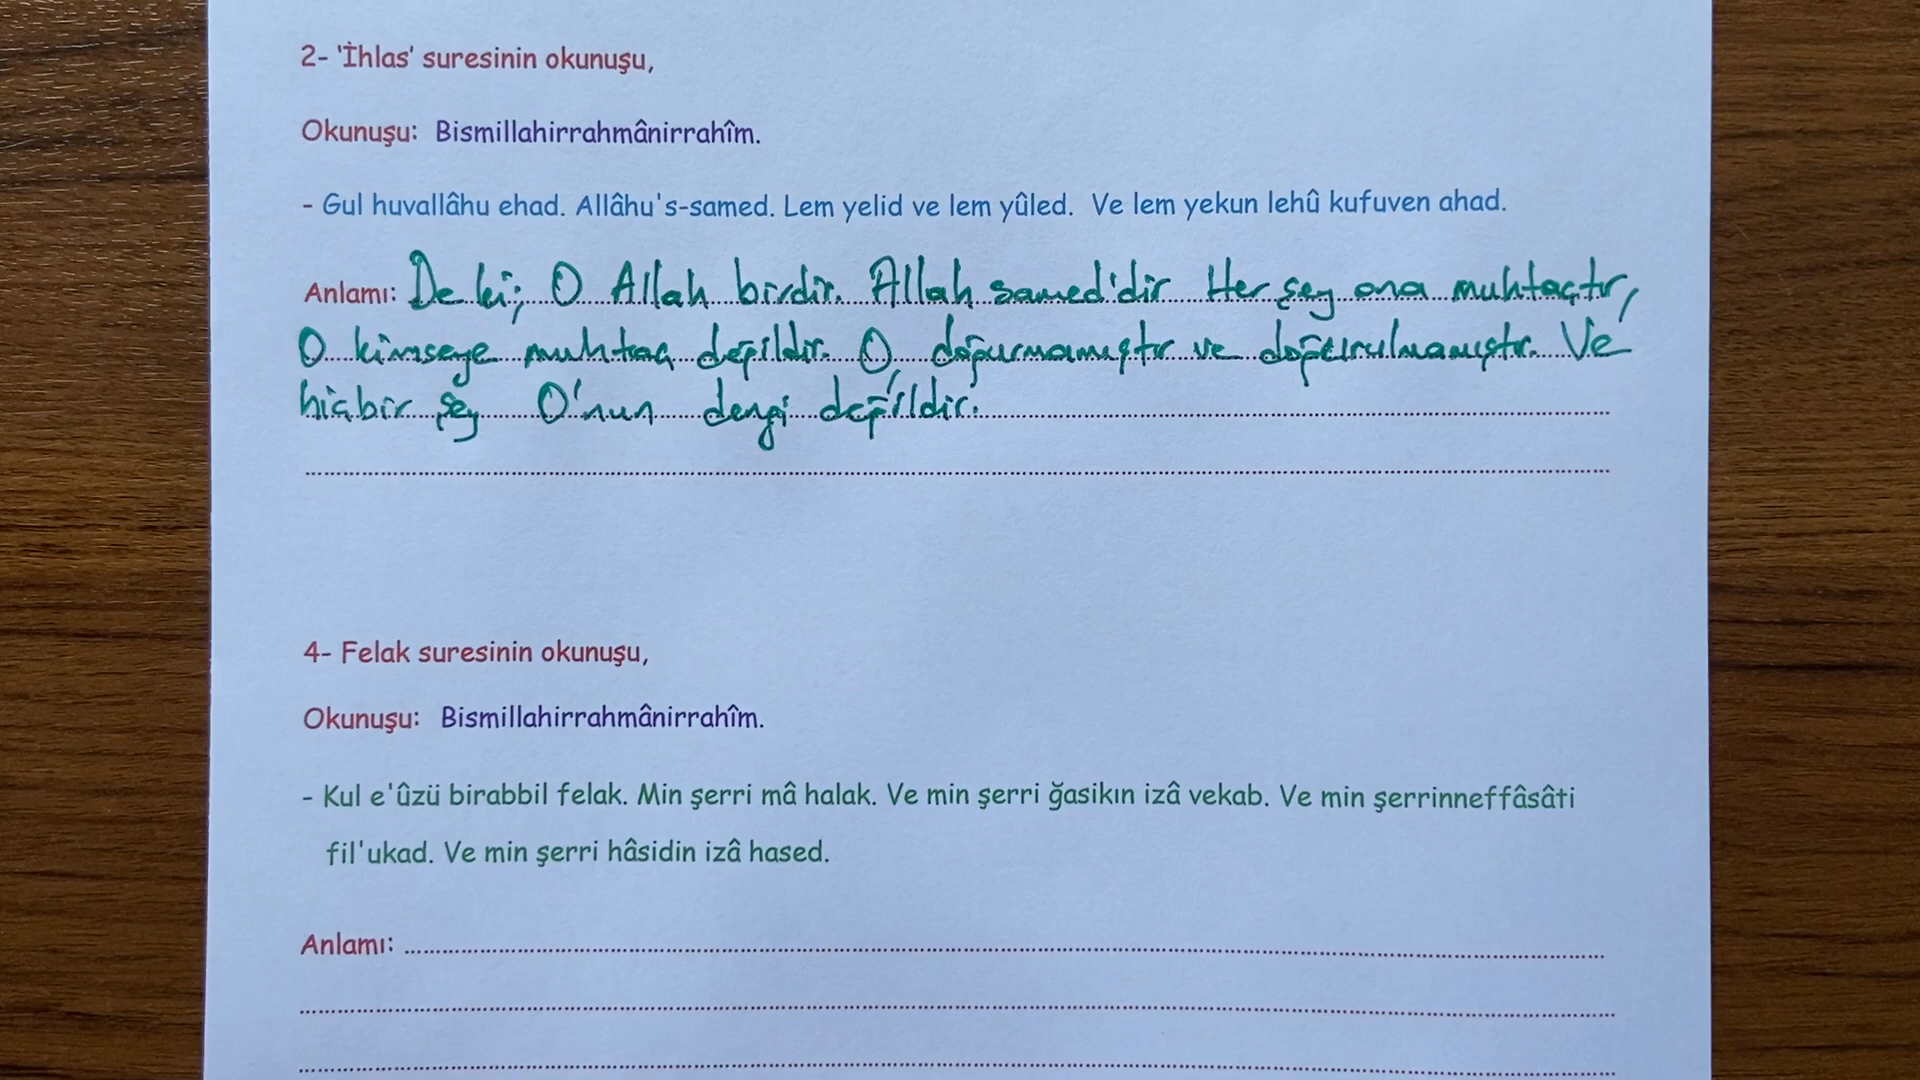 2- 'İhlas' suresinin okunuşu,
Okunuşu: Bismillahirrahmânirrahîm.
- Gul huvallâhu ehad. Allâhu's-samed. Lem yelid ve lem yûled. Ve lem yekun lehû kufuven ahad.
Anlamı: De ki; O Allah birdir. Allah samed'dir Her şey ona muhtaçtır,
O kimseye muhtaç değildir. O, doğurmamıştır ve doğurulmamıştır. Ve
hiçbir şey O'nun dengi değildir.
4- Felak suresinin okunuşu,
Okunuşu: Bismillahirrahmânirrahîm.
- Kul e'ûzü birabbil felak. Min şerri mâ halak. Ve min şerri ğasikın izâ vekab. Ve min şerrinneffâsâti
fil'ukad. Ve min şerri hâsidin izâ hased.
Anlamı: